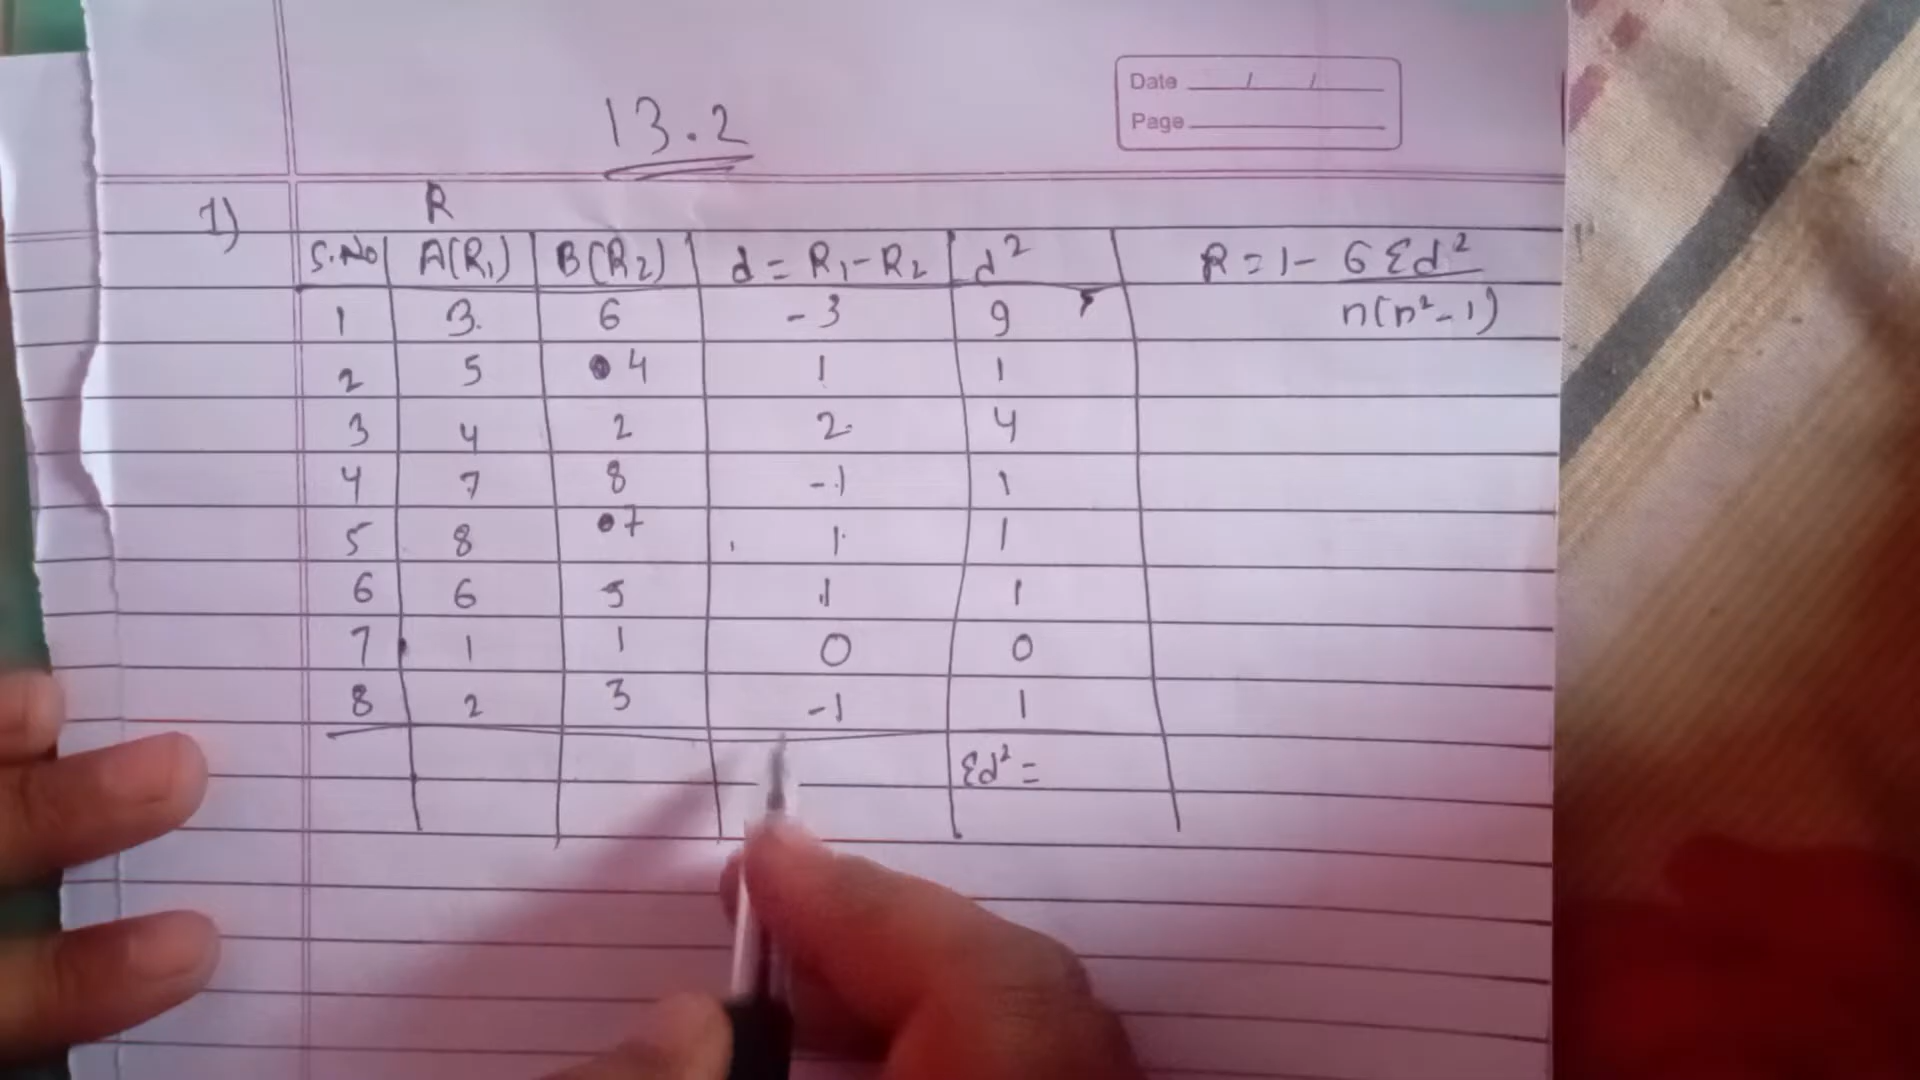 Date / /
Page
13.2
1) R
S.No A(R₁) B(R₂) d = R₁ - R₂ d² R = 1 - 6 Σd²
1 3. 6 - 3 9 n(n² - 1)
2 5 4 1 1
3 4 2 2. 4
4 7 8 - 1 1
5 8 7 1 1
6 6 5 1 1
7 1 1 0 0
8 2 3 - 1 1
Σd² =